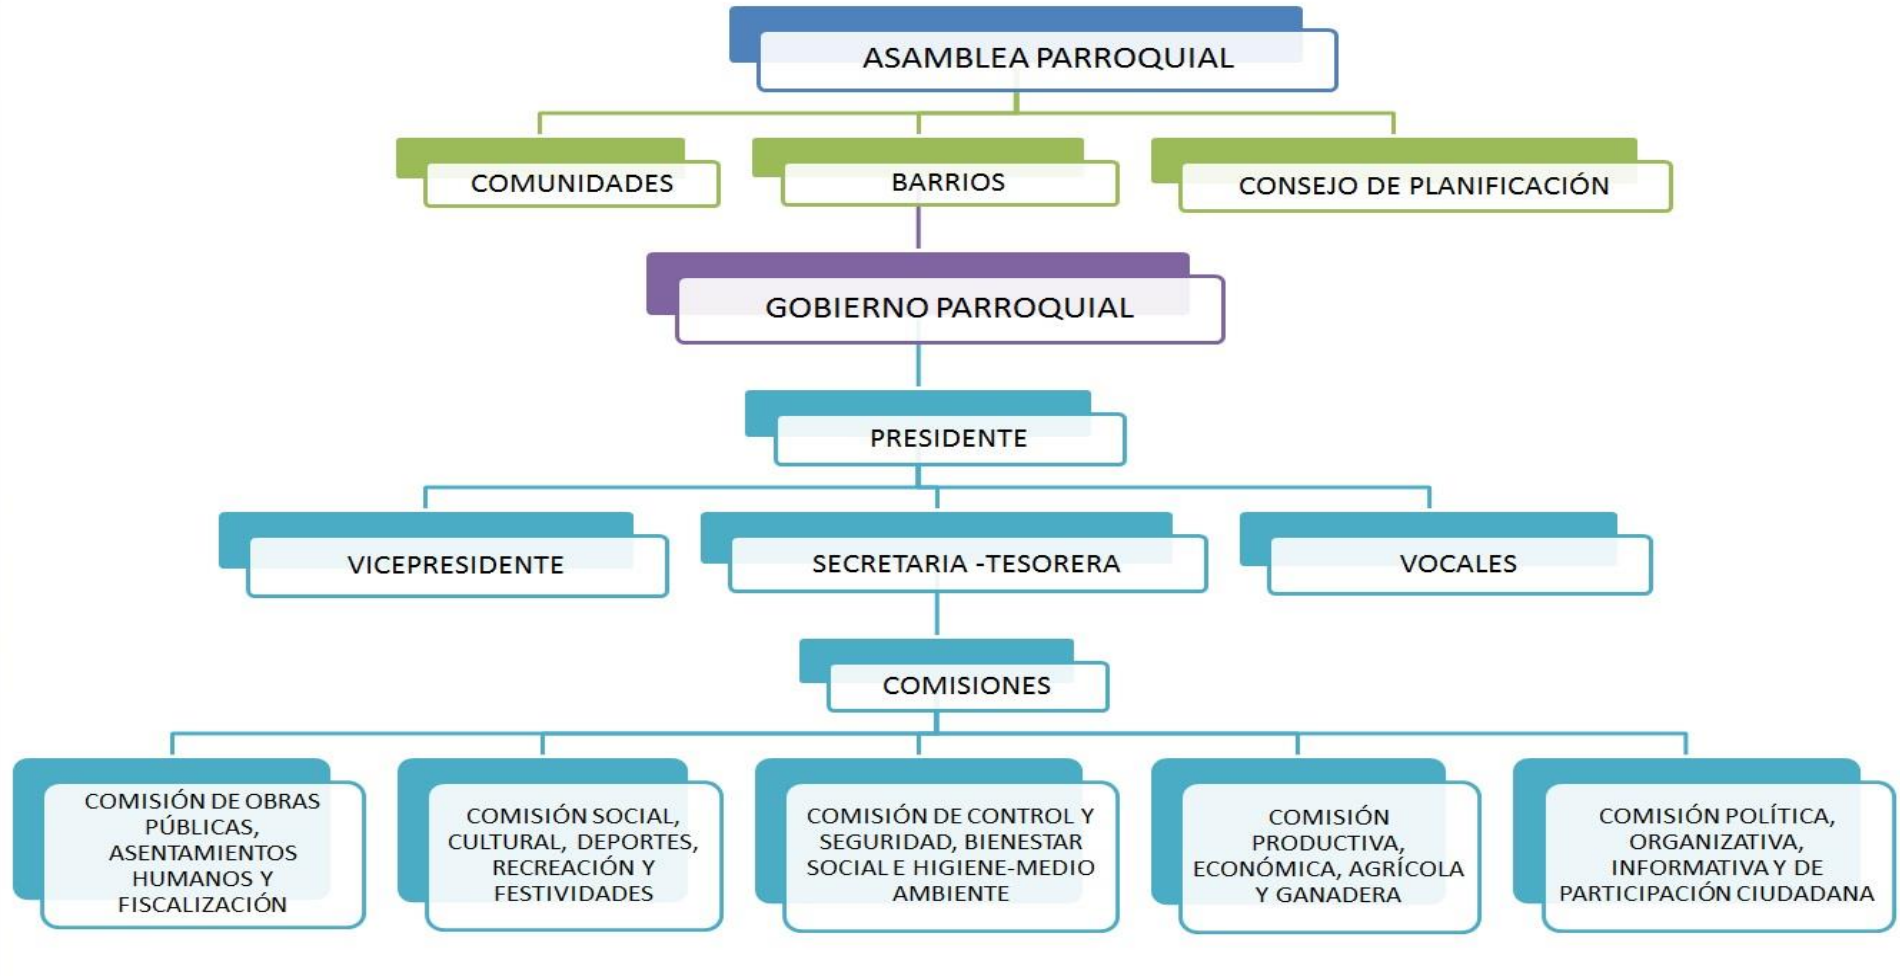 ASAMBLEA PARROQUIAL
COMUNIDADES
BARRIOS
CONSEJO DE PLANIFICACIÓN
GOBIERNO PARROQUIAL
PRESIDENTE
VICEPRESIDENTE
SECRETARIA -TESORERA
VOCALES
COMISIONES
COMISIÓN DE OBRAS
PÚBLICAS,
ASENTAMIENTOS
HUMANOS Y
FISCALIZACIÓN
COMISIÓN SOCIAL,
CULTURAL, DEPORTES,
RECREACIÓN Y
FESTIVIDADES
COMISIÓN DE CONTROL Y
SEGURIDAD, BIENESTAR
SOCIAL E HIGIENE-MEDIO
AMBIENTE
COMISIÓN
PRODUCTIVA,
ECONÓMICA, AGRÍCOLA
Y GANADERA
COMISIÓN POLÍTICA,
ORGANIZATIVA,
INFORMATIVA Y DE
PARTICIPACIÓN CIUDADANA